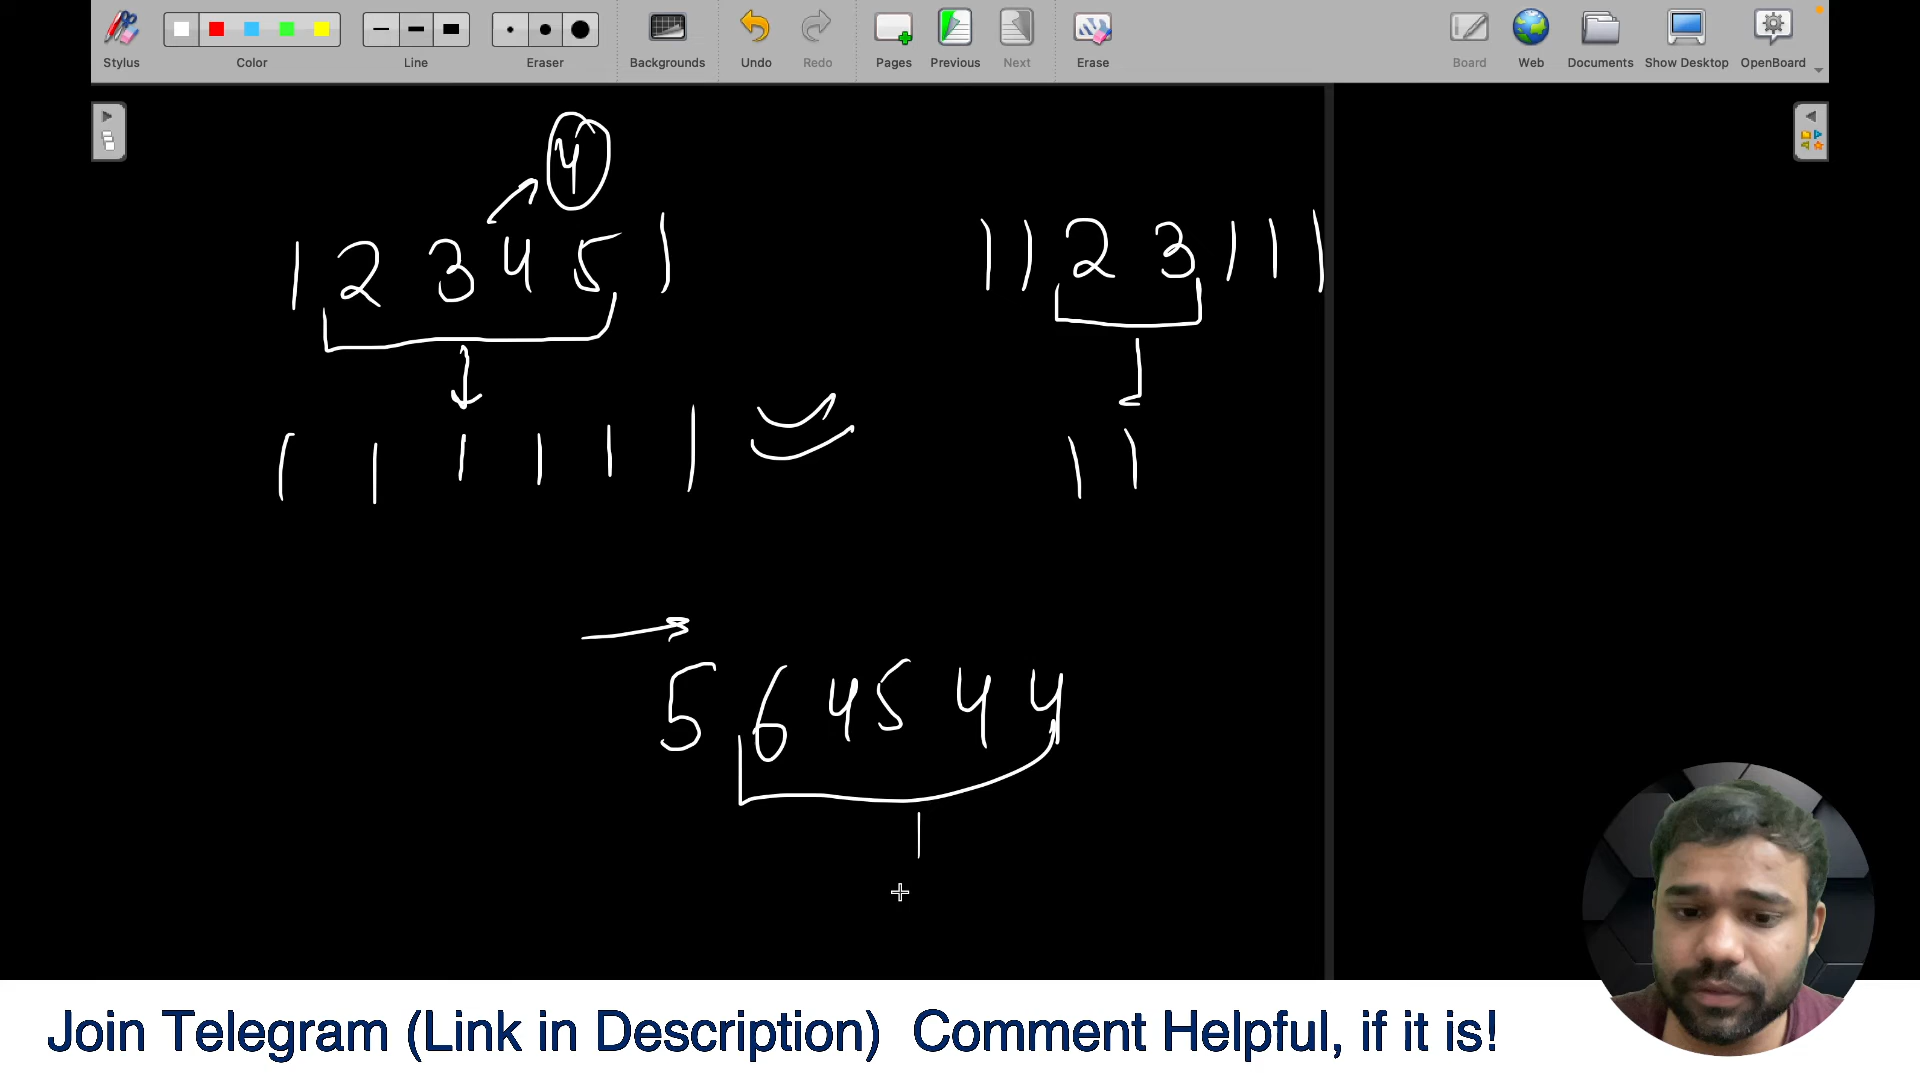 Stylus Color Line Eraser Backgrounds Undo Redo Pages Previous Next Erase Board Web Documents Show Desktop OpenBoard
4
1 2 3 4 5 1
1 1 2 3 1 1 1
1 1 1 1 1 1
1 1
5 6 4 5 4 4
Join Telegram (Link in Description) Comment Helpful, if it is!